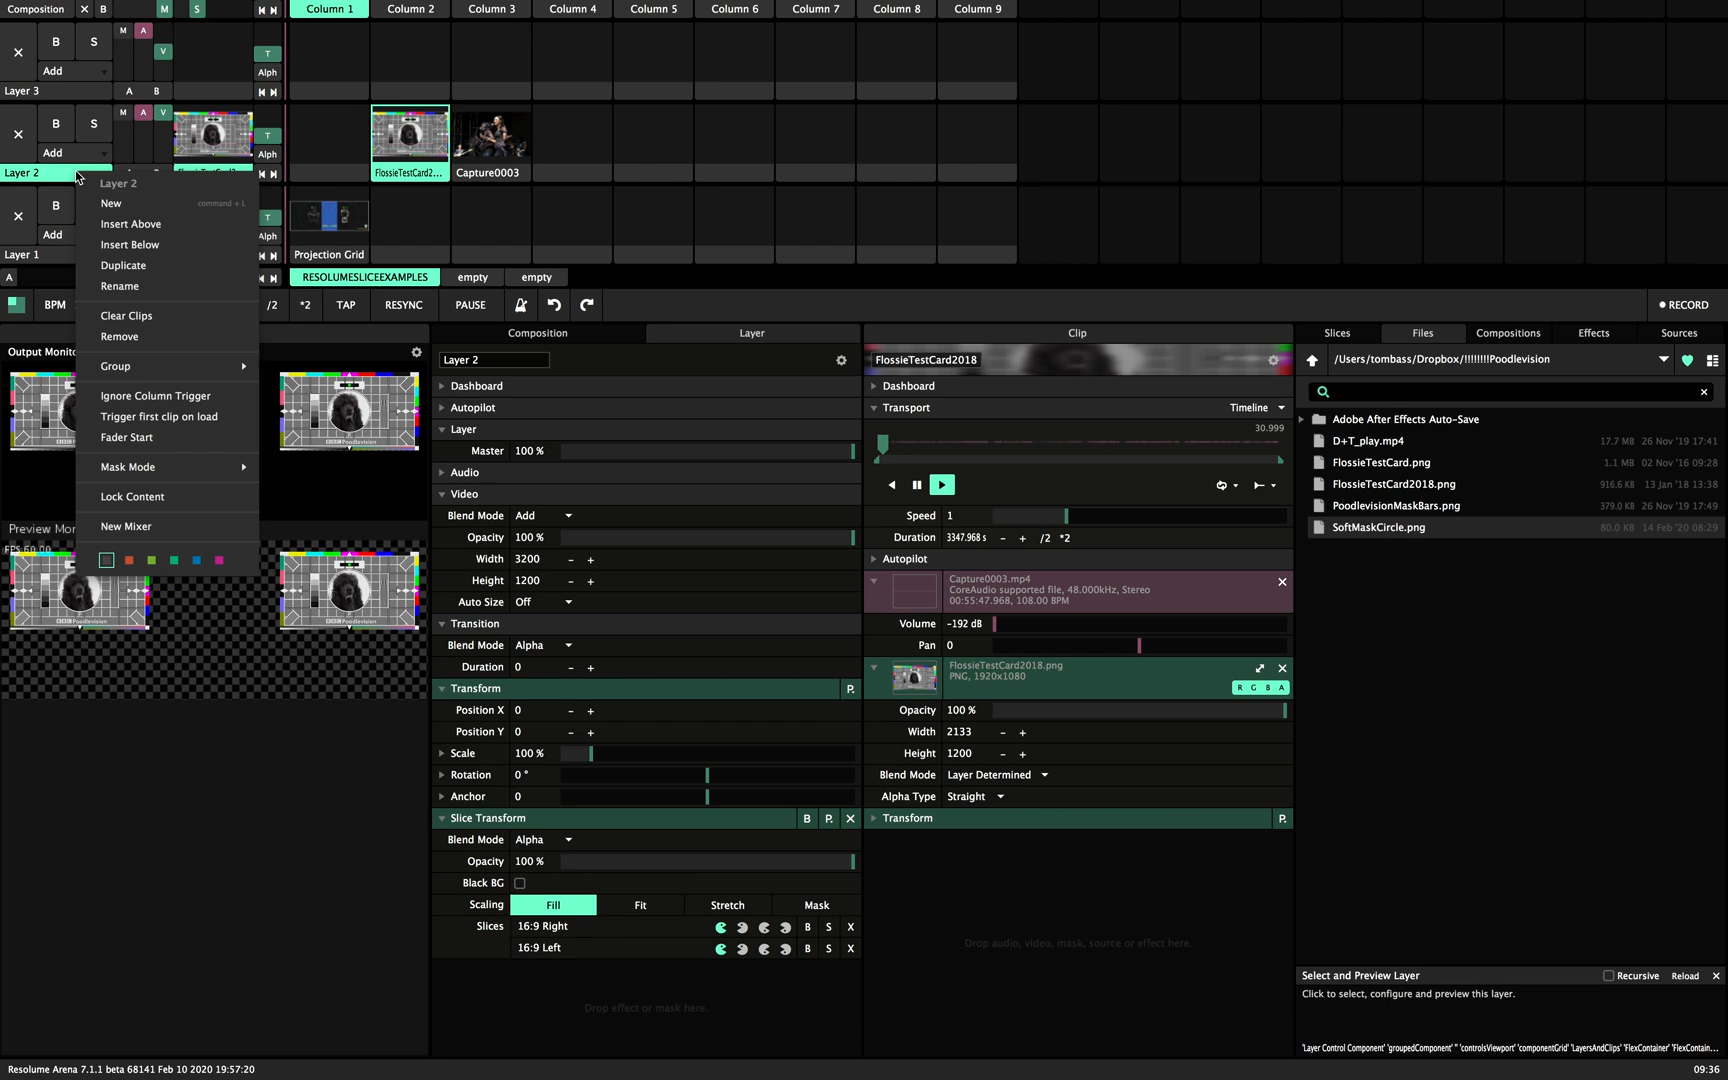 Composition ✕ B M S Column 1 Column 2 Column 3 Column 4 Column 5 Column 6 Column 7 Column 8 Column 9
M A
B S
V
T
Add
Alph
Layer 3 A B
M A V
B S
T
Add
Alph
Layer 2 FlossieTestCard2... Capture0003
B
T
Add
Alph
Layer 1 Projection Grid
A RESOLUMESLICEEXAMPLES empty empty
BPM /2 *2 TAP RESYNC PAUSE RECORD
Layer 2
New command + L
Insert Above
Insert Below
Duplicate
Rename
Clear Clips
Remove
Group
Ignore Column Trigger
Trigger first clip on load
Fader Start
Mask Mode
Lock Content
New Mixer
Output Monito
Preview Mon
FPS 60.00
Composition Layer
Layer 2
Dashboard
Autopilot
Layer
Master 100 %
Audio
Video
Blend Mode Add
Opacity 100 %
Width 3200 - +
Height 1200 - +
Auto Size Off
Transition
Blend Mode Alpha
Duration 0 - +
Transform P.
Position X 0 - +
Position Y 0 - +
Scale 100 %
Rotation 0 °
Anchor 0
Slice Transform B P. X
Blend Mode Alpha
Opacity 100 %
Black BG
Scaling Fill Fit Stretch Mask
Slices 16:9 Right B S X
16:9 Left B S X
Drop effect or mask here.
Clip
FlossieTestCard2018
Dashboard
Transport Timeline
30.999
Speed 1
Duration 3347.968 s - + /2 *2
Autopilot
Capture0003.mp4
CoreAudio supported file, 48.000kHz, Stereo
00:55:47.968, 108.00 BPM
Volume -192 dB
Pan 0
FlossieTestCard2018.png
PNG, 1920x1080
R G B A
Opacity 100 %
Width 2133 - +
Height 1200 - +
Blend Mode Layer Determined
Alpha Type Straight
Transform P.
Drop audio, video, mask, source or effect here.
Slices Files Compositions Effects Sources
/Users/tombass/Dropbox/!!!!!!!!Poodlevision
Adobe After Effects Auto-Save
D+T_play.mp4 17.7 MB 26 Nov '19 17:41
FlossieTestCard.png 1.1 MB 02 Nov '16 09:28
FlossieTestCard2018.png 916.6 KB 13 Jan '18 13:38
PoodlevisionMaskBars.png 379.0 KB 26 Nov '19 17:49
SoftMaskCircle.png 80.0 KB 14 Feb '20 08:29
Select and Preview Layer Recursive Reload ✕
Click to select, configure and preview this layer.
'Layer Control Component' 'groupedComponent' '' 'controlsViewport' 'componentGrid' 'LayersAndClips' 'FlexContainer' 'FlexContain...
Resolume Arena 7.1.1 beta 68141 Feb 10 2020 19:57:20 09:36